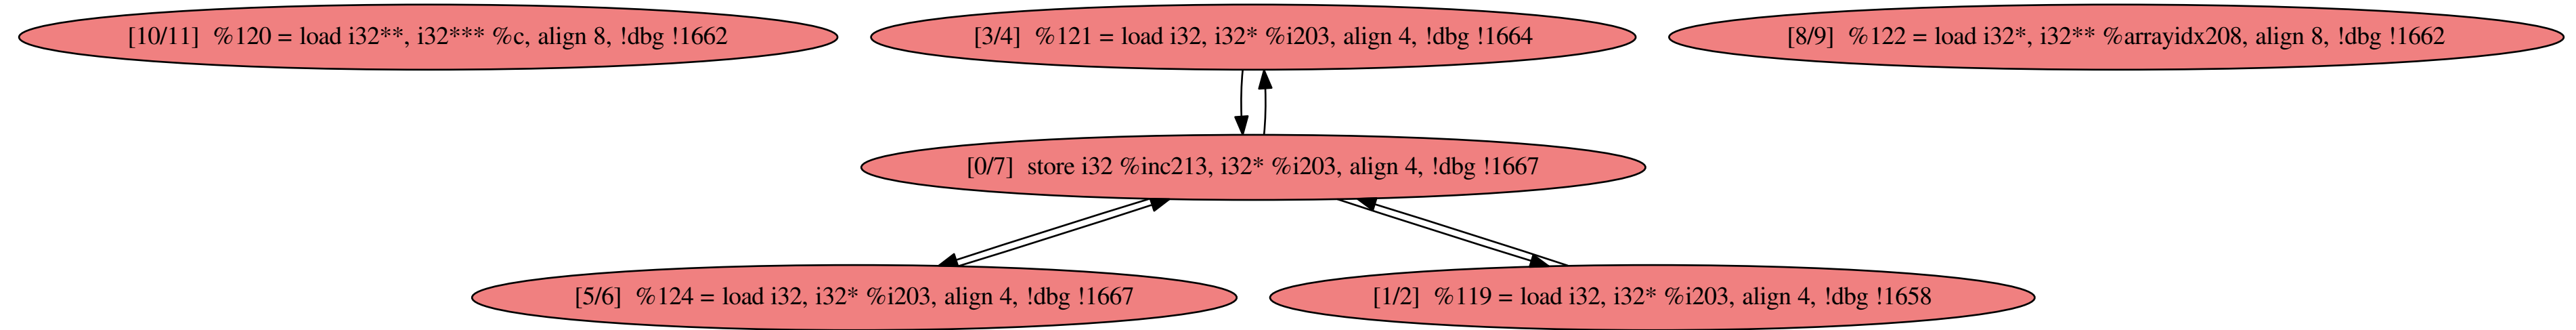 [10/11]  %120 = load i32**, i32*** %c, align 8, !dbg !1662
[3/4]  %121 = load i32, i32* %i203, align 4, !dbg !1664
[8/9]  %122 = load i32*, i32** %arrayidx208, align 8, !dbg !1662
[0/7]  store i32 %inc213, i32* %i203, align 4, !dbg !1667
[5/6]  %124 = load i32, i32* %i203, align 4, !dbg !1667
[1/2]  %119 = load i32, i32* %i203, align 4, !dbg !1658